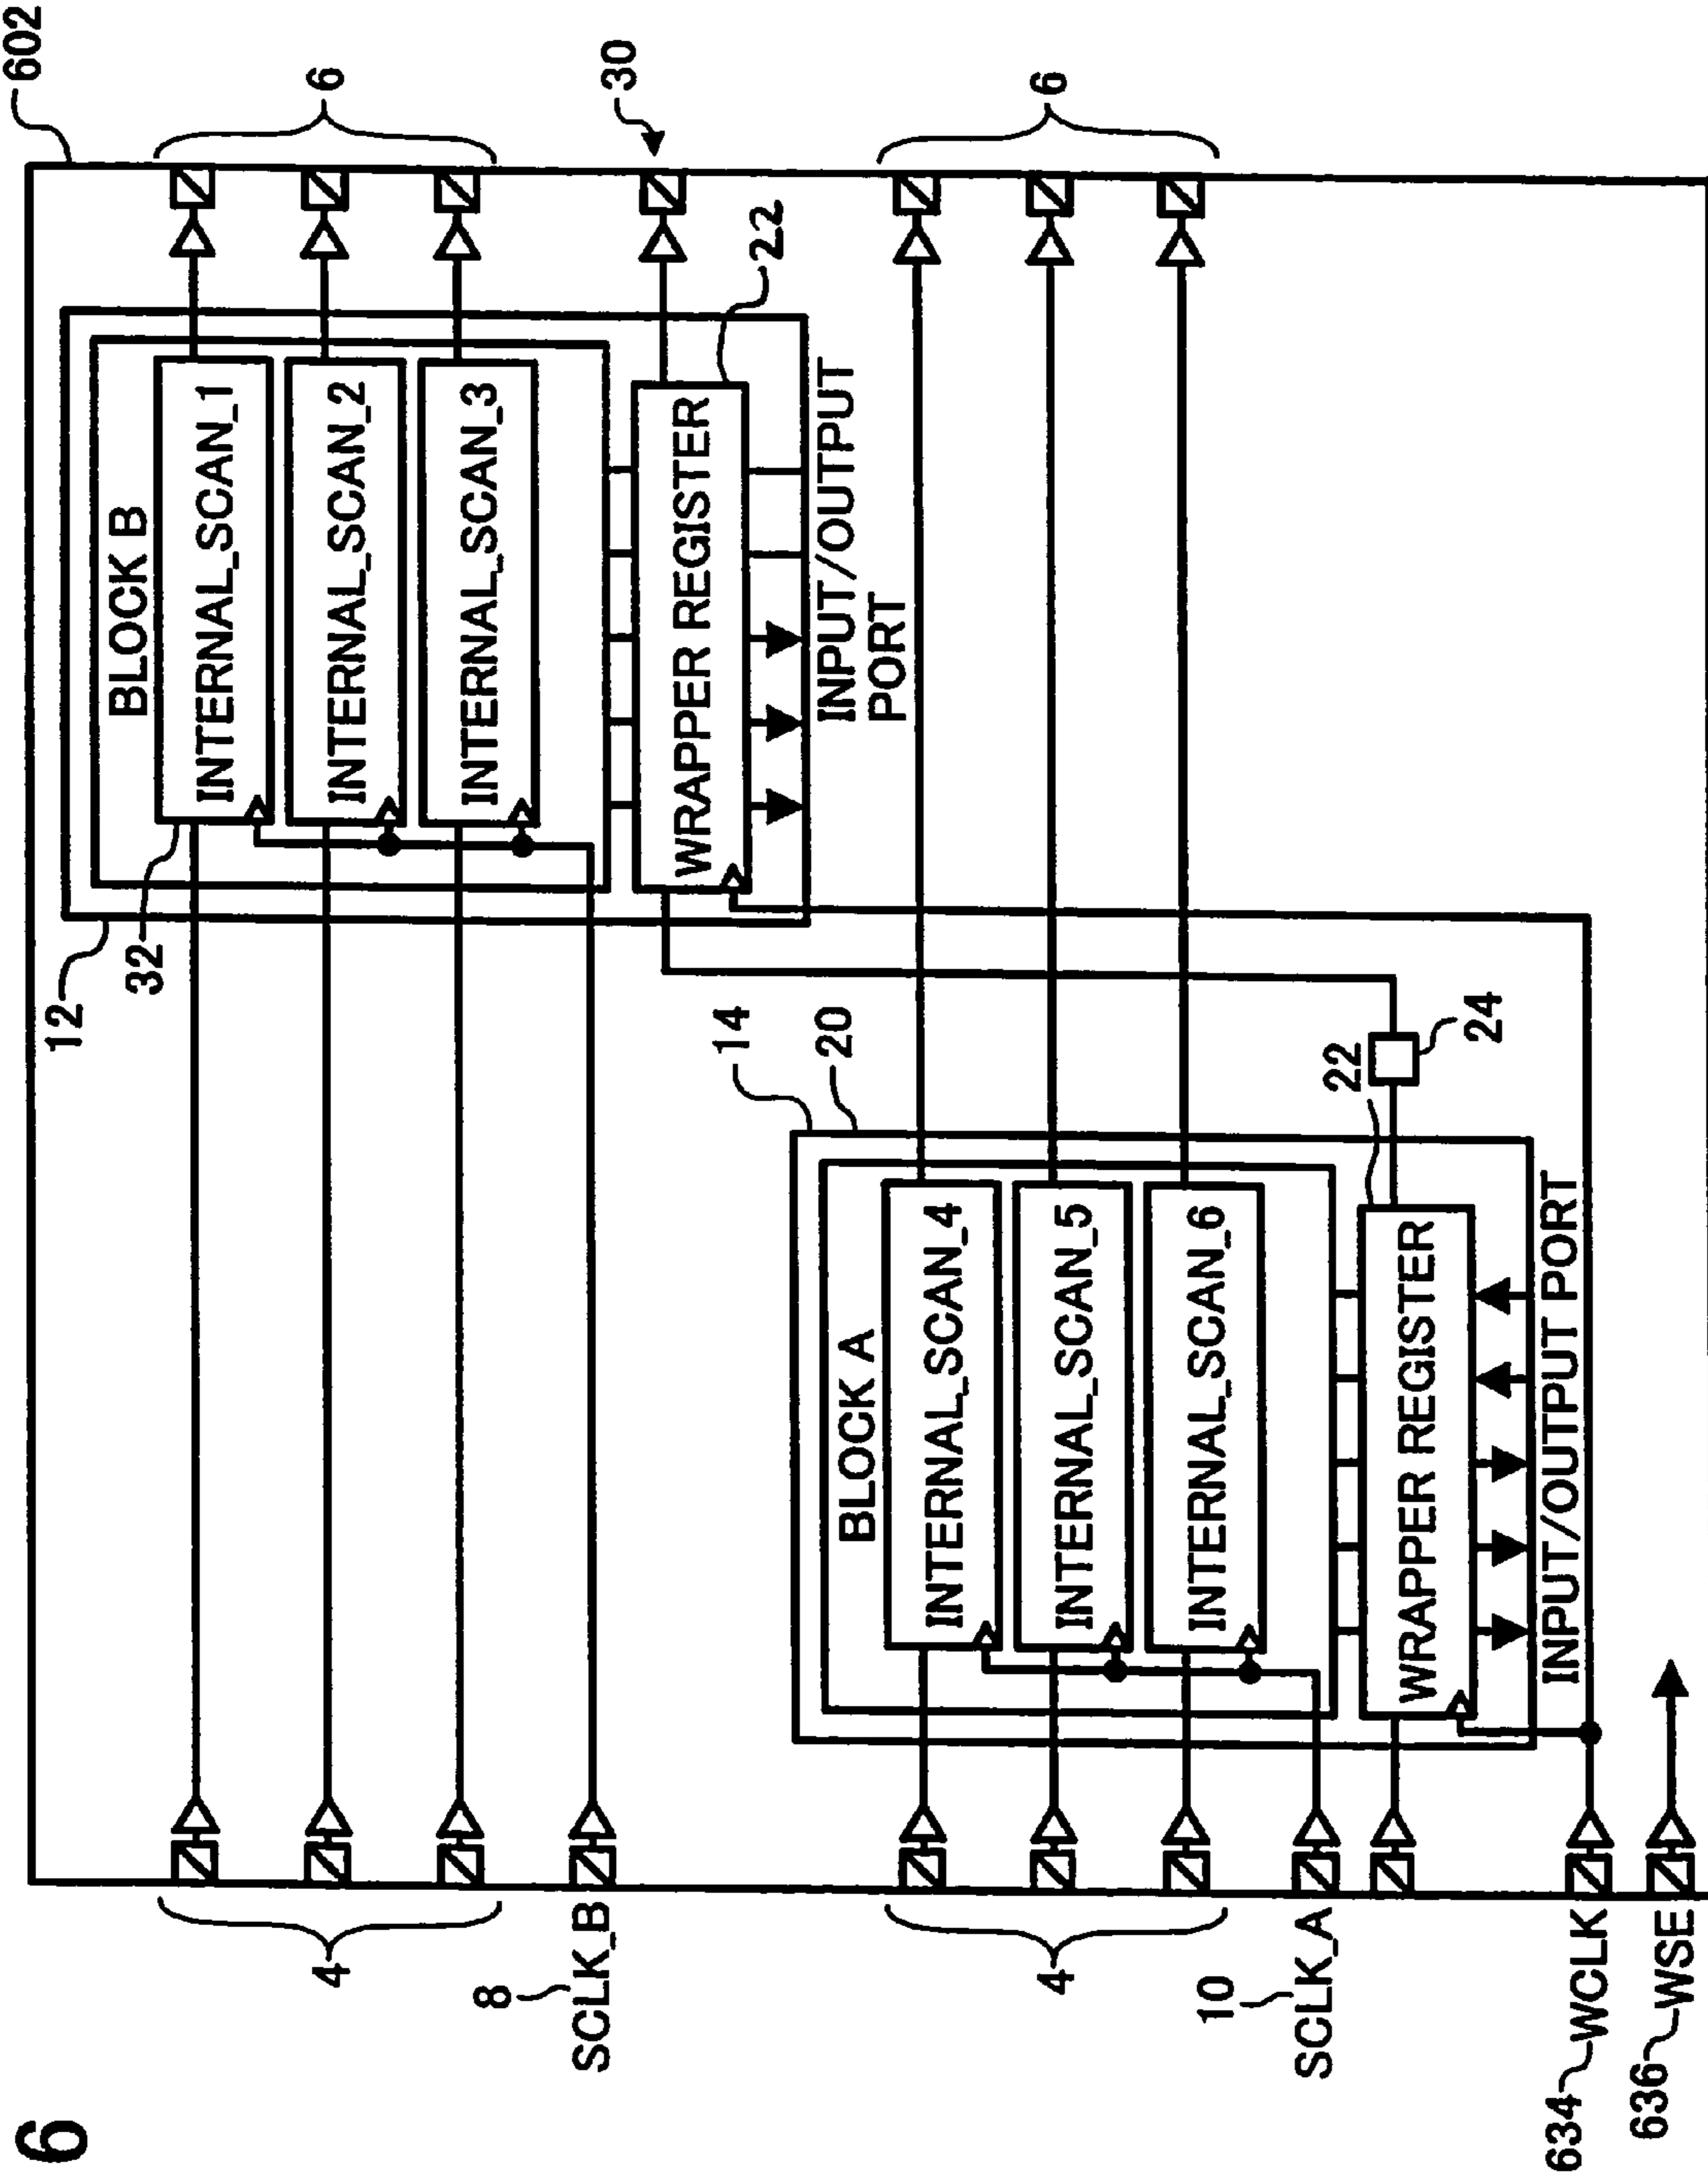 6
602
12
32
BLOCK B
INTERNAL_SCAN_1
INTERNAL_SCAN_2
INTERNAL_SCAN_3
WRAPPER REGISTER
22
INPUT/OUTPUT
PORT
6
30
6
4
8
SCLK_B
14
20
BLOCK A
INTERNAL_SCAN_4
INTERNAL_SCAN_5
INTERNAL_SCAN_6
WRAPPER REGISTER
22
24
INPUT/OUTPUT PORT
4
10
SCLK_A
634 WCLK
636 WSE